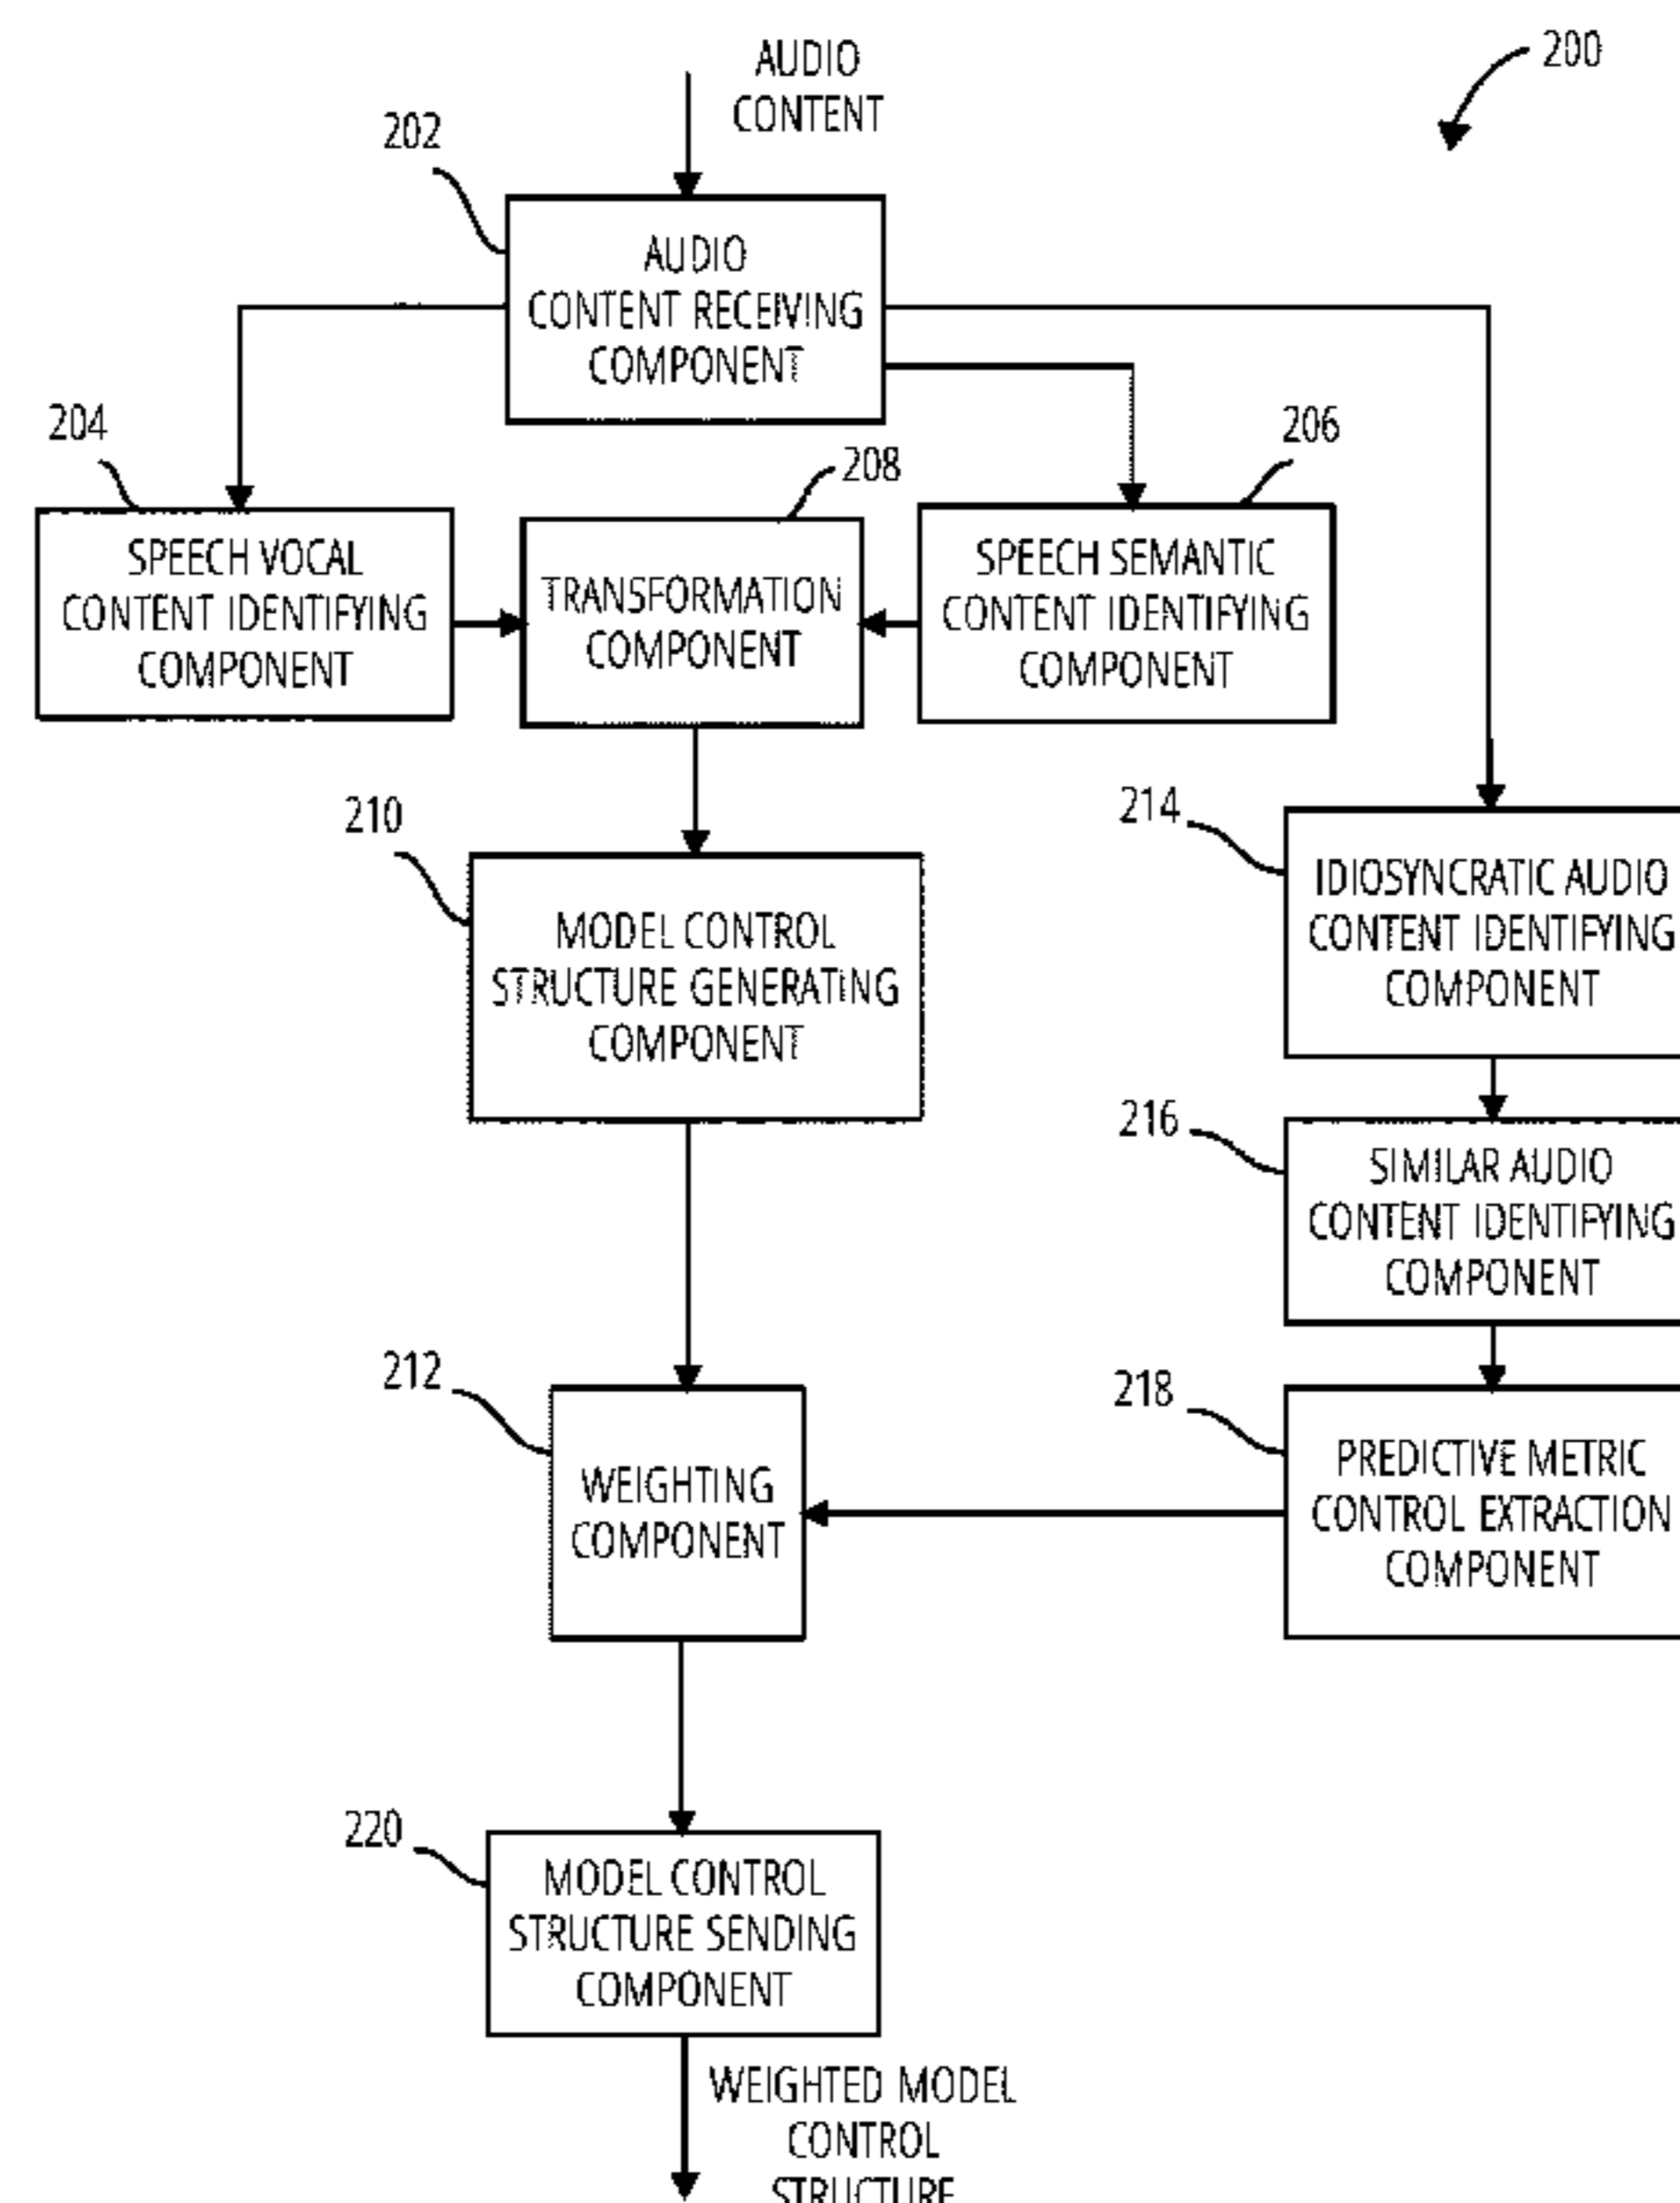 200
AUDIO
CONTENT
202
AUDIO
CONTENT RECEIVING
COMPONENT
204
206
208
SPEECH VOCAL
CONTENT IDENTIFYING
COMPONENT
TRANSFORMATION
COMPONENT
SPEECH SEMANTIC
CONTENT IDENTIFYING
COMPONENT
210
214
MODEL CONTROL
STRUCTURE GENERATING
COMPONENT
IDIOSYNCRATIC AUDIO
CONTENT IDENTIFYING
COMPONENT
216
SIMILAR AUDIO
CONTENT IDENTIFYING
COMPONENT
212
218
WEIGHTING
COMPONENT
PREDICTIVE METRIC
CONTROL EXTRACTION
COMPONENT
220
MODEL CONTROL
STRUCTURE SENDING
COMPONENT
WEIGHTED MODEL
CONTROL
STRUCTURE